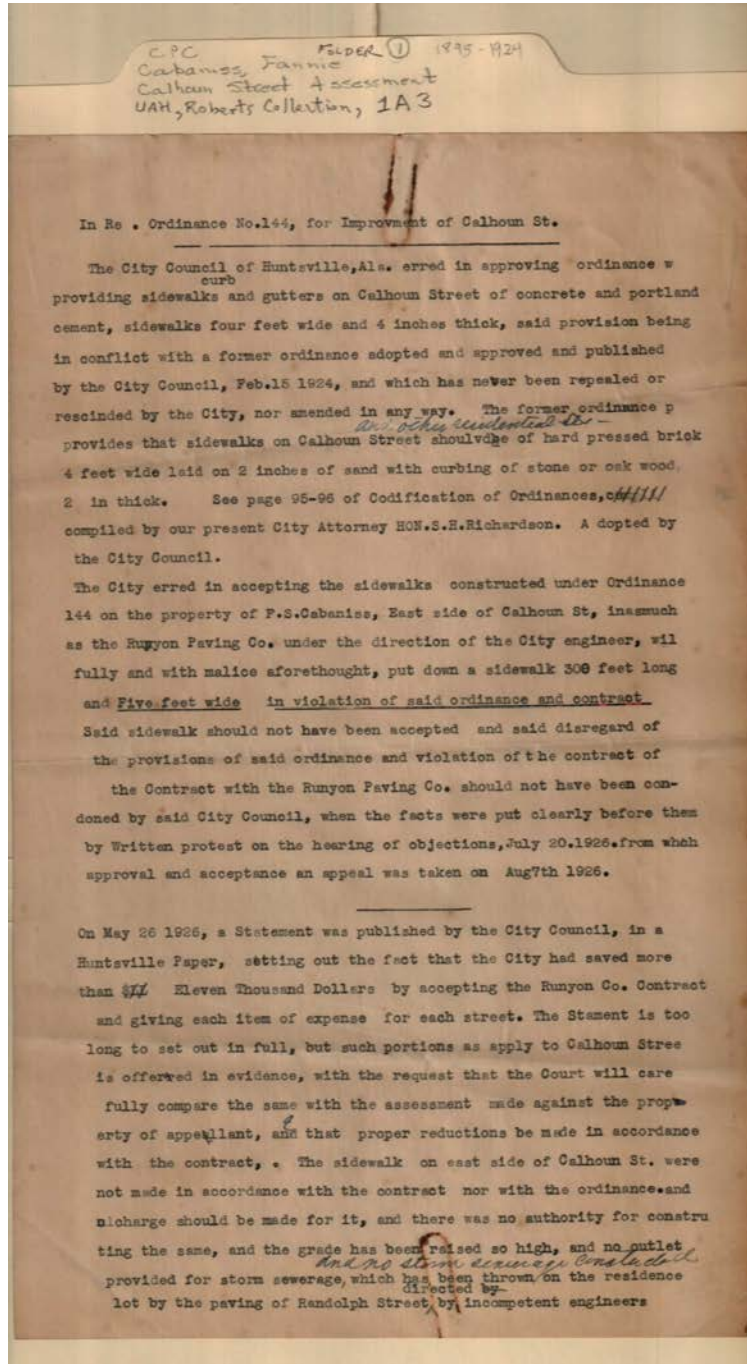 CPC FOLDER 1 1895-1924
Cabaniss, Fannie
Calhoun Street Assessment
UAH, Roberts Collection, 1A3
In Re . Ordinance No.144, for Improvment of Calhoun St.
The City Council of Huntsville,Ala. erred in approving ordinance w
curb
providing sidewalks and gutters on Calhoun Street of concrete and portland
cement, sidewalks four feet wide and 4 inches thick, said provision being
in conflict with a former ordinance adopted and approved and published
by the City Council, Feb.15 1924, and which has never been repealed or
rescinded by the City, nor amended in any way. The former ordinance p
and other residential Sts -
provides that sidewalks on Calhoun Street shoulvdbe of hard pressed brick
4 feet wide laid on 2 inches of sand with curbing of stone or oak wood,
2 in thick. See page 95-96 of Codification of Ordinances,
compiled by our present City Attorney HON.S.H.Richardson. A dopted by
the City Council.
The City erred in accepting the sidewalks constructed under Ordinance
144 on the property of F.S.Cabaniss, East side of Calhoun St, inasmuch
as the Runyon Paving Co. under the direction of the City engineer, wil
fully and with malice aforethought, put down a sidewalk 300 feet long
and Five feet wide in violation of said ordinance and contract
Said sidewalk should not have been accepted and said disregard of
the provisions of said ordinance and violation of the contract of
the Contract with the Runyon Paving Co. should not have been con-
doned by said City Council, when the facts were put clearly before them
by Written protest on the hearing of objections,July 20.1926.from whch
approval and acceptance an appeal was taken on Aug7th 1926.
On May 26 1926, a Statement was published by the City Council, in a
Huntsville Paper, setting out the fact that the City had saved more
than Eleven Thousand Dollars by accepting the Runyon Co. Contract
and giving each item of expense for each street. The Stament is too
long to set out in full, but such portions as apply to Calhoun Stree
is offerred in evidence, with the request that the Court will care
fully compare the same with the assessment made against the prop
erty of appellant, and that proper reductions be made in accordance
with the contract, . The sidewalk on east side of Calhoun St. were
not made in accordance with the contract nor with the ordinance.and
nocharge should be made for it, and there was no authority for constru
ting the same, and the grade has been raised so high, and no outlet
and no storm sewerage constructed
provided for storm sewerage, which has been thrown on the residence
directed by
lot by the paving of Randolph Street by incompetent engineers